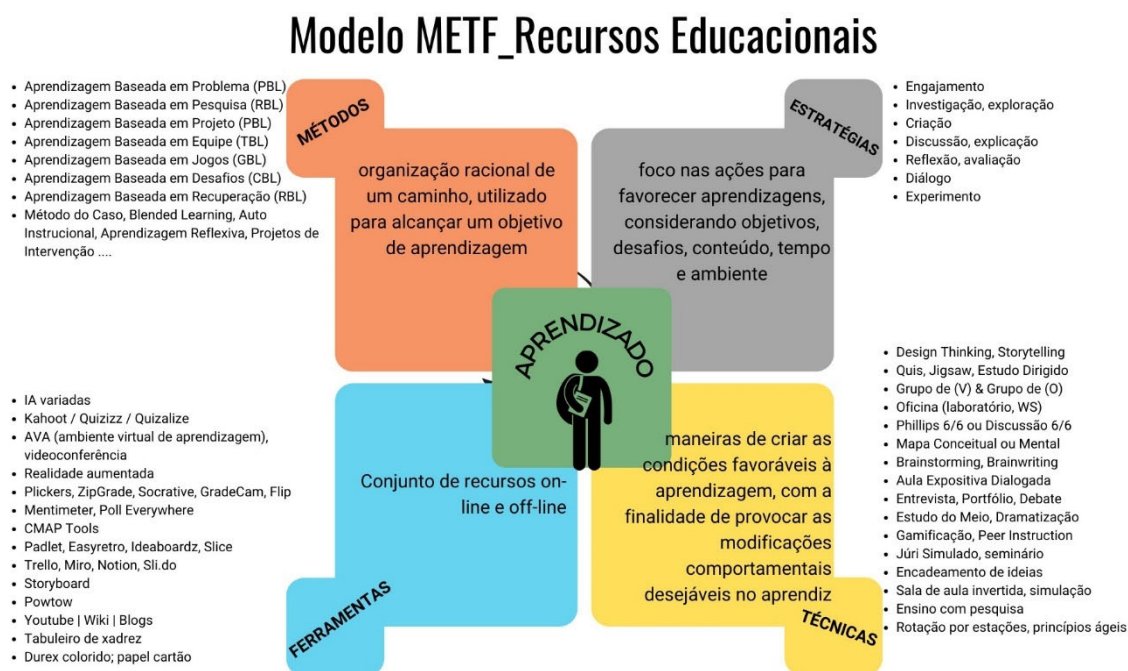 Modelo METF_Recursos Educacionais
Aprendizagem Baseada em Problema (PBL)
Aprendizagem Baseada em Pesquisa (RBL)
Aprendizagem Baseada em Projeto (PBL)
Aprendizagem Baseada em Equipe (TBL)
Aprendizagem Baseada em Jogos (GBL)
Aprendizagem Baseada em Desafios (CBL)
Aprendizagem Baseada em Recuperação (RBL)
Método do Caso, Blended Learning, Auto
Instrucional, Aprendizagem Reflexiva, Projetos de
Intervenção ....
MÉTODOS
organização racional de
um caminho, utilizado
para alcançar um objetivo
de aprendizagem
ESTRATÉGIAS
foco nas ações para
favorecer aprendizagens,
considerando objetivos,
desafios, conteúdo, tempo
e ambiente
Engajamento
Investigação, exploração
Criação
Discussão, explicação
Reflexão, avaliação
Diálogo
Experimento
APRENDIZADO
IA variadas
Kahoot / Quizizz / Quizalize
AVA (ambiente virtual de aprendizagem),
videoconferência
Realidade aumentada
Plickers, ZipGrade, Socrative, GradeCam, Flip
Mentimeter, Poll Everywhere
CMAP Tools
Padlet, Easyretro, Ideaboardz, Slice
Trello, Miro, Notion, Sli.do
Storyboard
Powtow
Youtube | Wiki | Blogs
Tabuleiro de xadrez
Durex colorido; papel cartão
Conjunto de recursos on-
line e off-line
FERRAMENTAS
maneiras de criar as
condições favoráveis à
aprendizagem, com a
finalidade de provocar as
modificações
comportamentais
desejáveis no aprendiz
TÉCNICAS
Design Thinking, Storytelling
Quis, Jigsaw, Estudo Dirigido
Grupo de (V) & Grupo de (O)
Oficina (laboratório, WS)
Phillips 6/6 ou Discussão 6/6
Mapa Conceitual ou Mental
Brainstorming, Brainwriting
Aula Expositiva Dialogada
Entrevista, Portfólio, Debate
Estudo do Meio, Dramatização
Gamificação, Peer Instruction
Júri Simulado, seminário
Encadeamento de ideias
Sala de aula invertida, simulação
Ensino com pesquisa
Rotação por estações, princípios ágeis